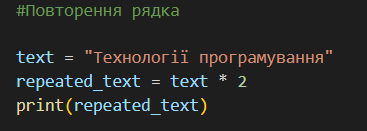 #Повторення рядка
text = "Технології програмування"
repeated_text = text * 2
print(repeated_text)